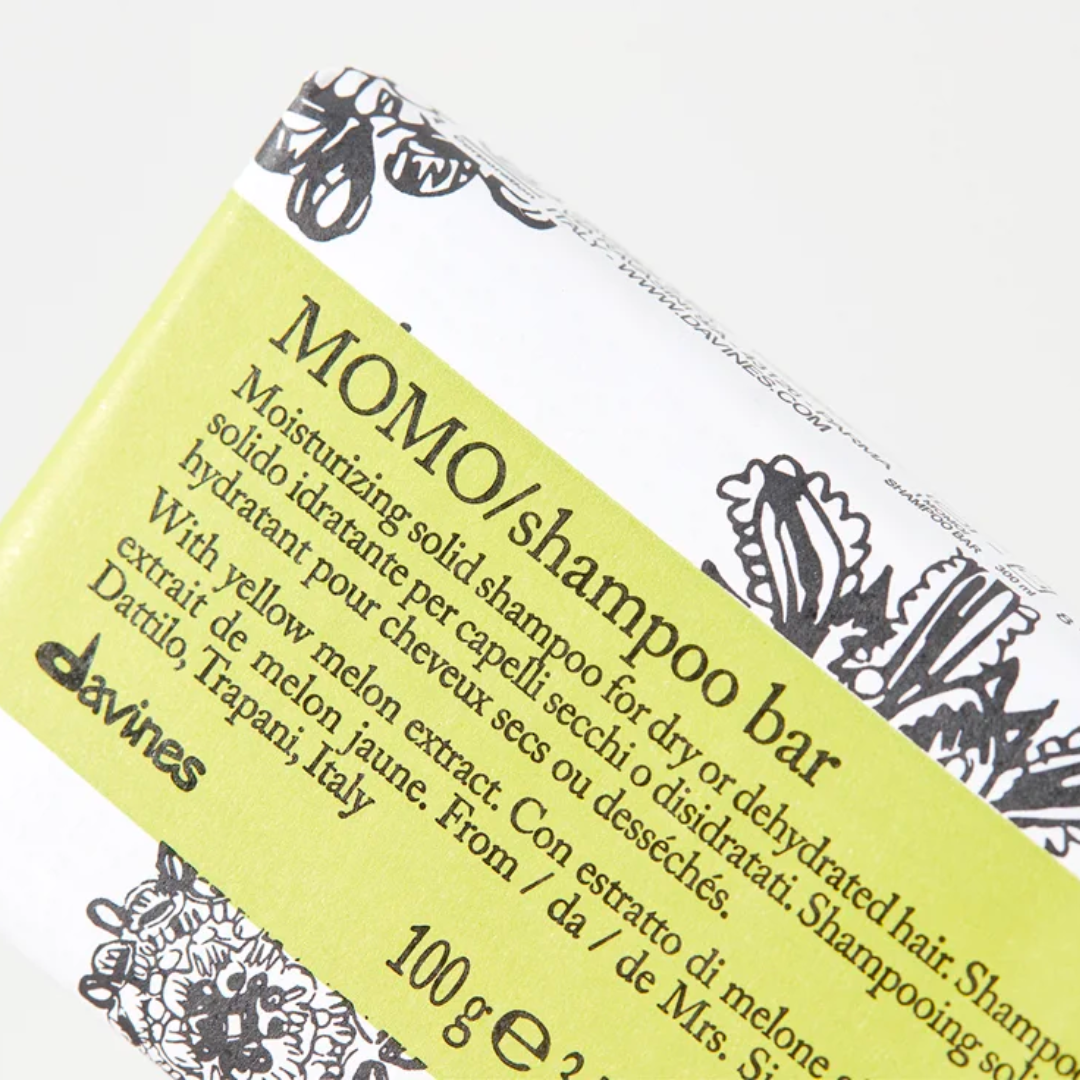 WWW.DAVINES.COM
SHAMPOO BAR
300 ml
MOMO/shampoo bar
Moisturizing solid shampoo for dry or dehydrated hair. Shampoo
solido idratante per capelli secchi o disidratati. Shampooing
hydratant pour cheveux secs ou desséchés.
With yellow melon extract. Con estratto di melone
extrait de melon jaune. From / da / de Mrs.
Dattilo, Trapani, Italy
davines
100 g e